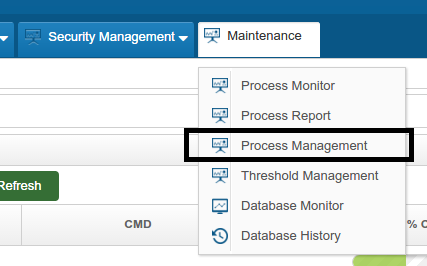 Security Management
Maintenance
Process Monitor
Process Report
Process Management
Threshold Management
Refresh
Database Monitor
CMD
Database History